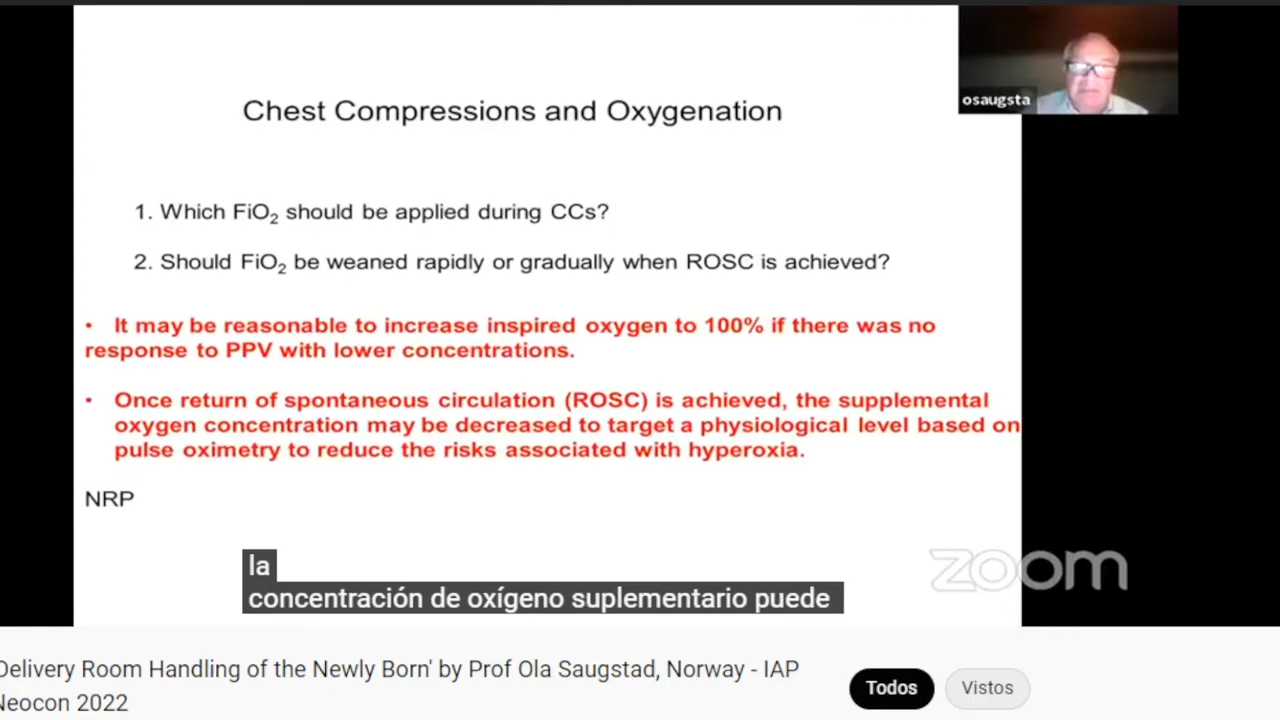 osaugsta
Chest Compressions and Oxygenation
1. Which FiO₂ should be applied during CCs?
2. Should FiO₂ be weaned rapidly or gradually when ROSC is achieved?
• It may be reasonable to increase inspired oxygen to 100% if there was no
response to PPV with lower concentrations.
• Once return of spontaneous circulation (ROSC) is achieved, the supplemental
oxygen concentration may be decreased to target a physiological level based on
pulse oximetry to reduce the risks associated with hyperoxia.
NRP
la
concentración de oxígeno suplementario puede
zoom
Delivery Room Handling of the Newly Born' by Prof Ola Saugstad, Norway - IAP
Neocon 2022
Todos
Vistos